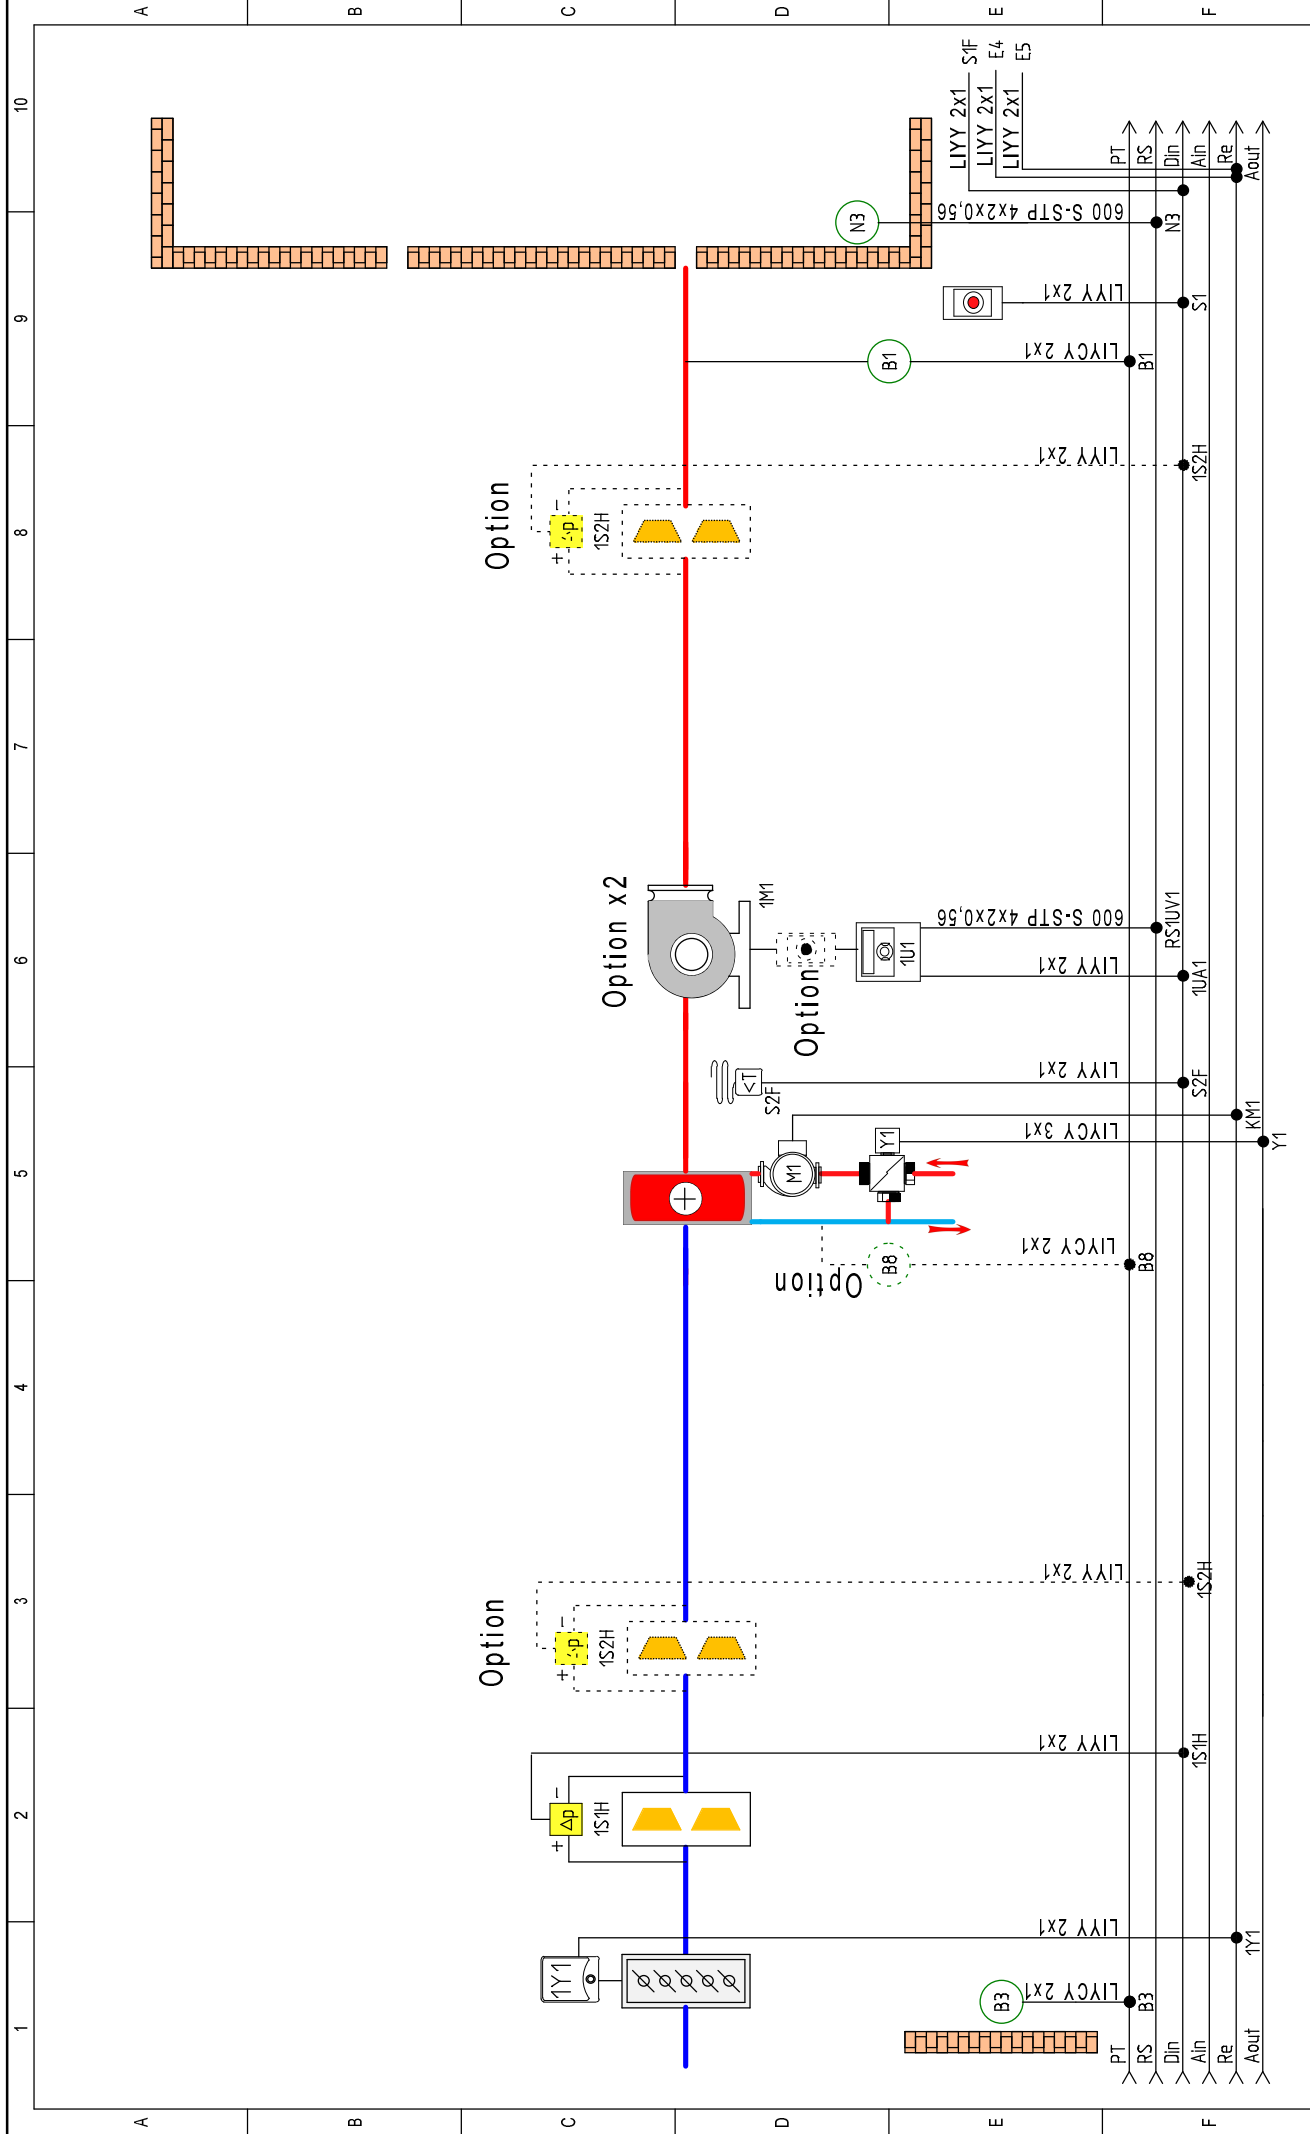 A B C D E F
1 2 3 4 5 6 7 8 9 10
A B C D E F
Option
Option
Option x2
Option
Option
1Y1
+ Δp −
1S1H
+ p −
1S2H
+ p −
1S2H
1M1
1U1
<T
S2F
M1
Y1
B8
B3
B1
N3
LIYCY 2x1
LIYY 2x1
LIYY 2x1
LIYY 2x1
LIYCY 2x1
LIYCY 3x1
LIYY 2x1
LIYY 2x1
600 S-STP 4x2x0,56
LIYY 2x1
LIYCY 2x1
LIYY 2x1
600 S-STP 4x2x0,56
LIYY 2x1 S1F
LIYY 2x1 E4
LIYY 2x1 E5
PT PT
RS RS
Din Din
Ain Ain
Re Re
Aout Aout
B3
1Y1
1S1H
1S2H
B8
Y1
KM1
S2F
1UA1
RS1UV1
1S2H
B1
S1
N3